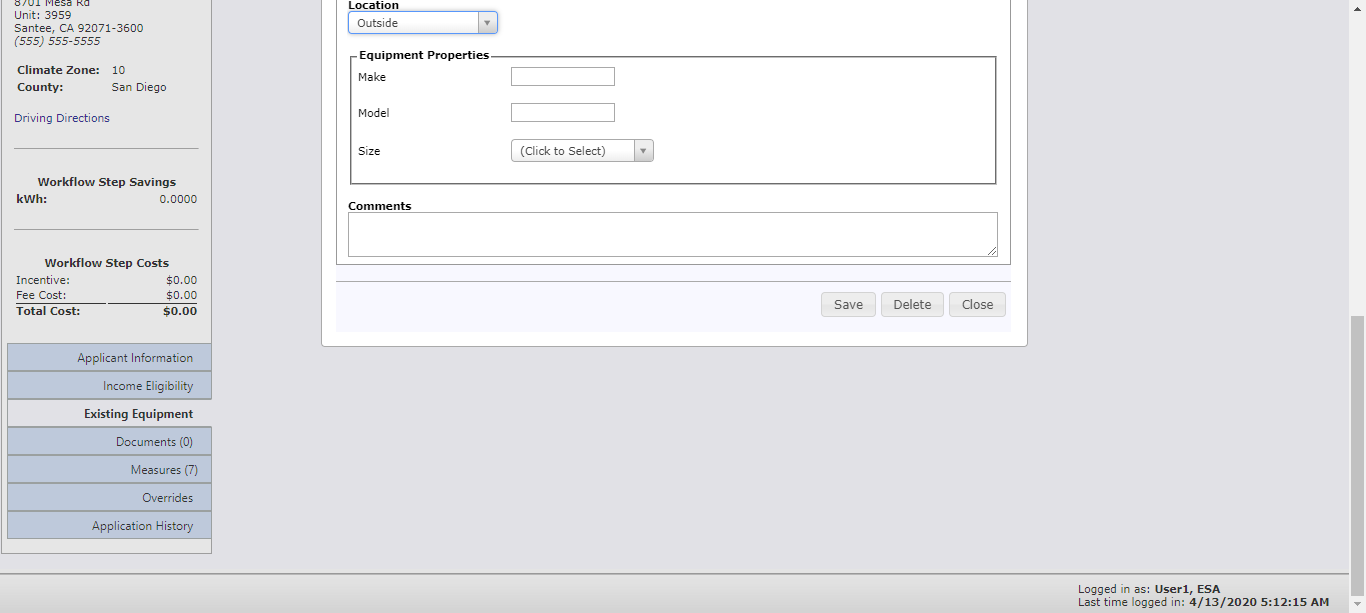 8701 Mesa Rd
Unit: 3959
Santee, CA 92071-3600
(555) 555-5555
Climate Zone: 10
County: San Diego
Driving Directions
Workflow Step Savings
kWh: 0.0000
Workflow Step Costs
Incentive: $0.00
Fee Cost: $0.00
Total Cost: $0.00
Applicant Information
Income Eligibility
Existing Equipment
Documents (0)
Measures (7)
Overrides
Application History
Location
Outside
Equipment Properties
Make
Model
Size (Click to Select)
Comments
Save Delete Close
Logged in as: User1, ESA
Last time logged in: 4/13/2020 5:12:15 AM